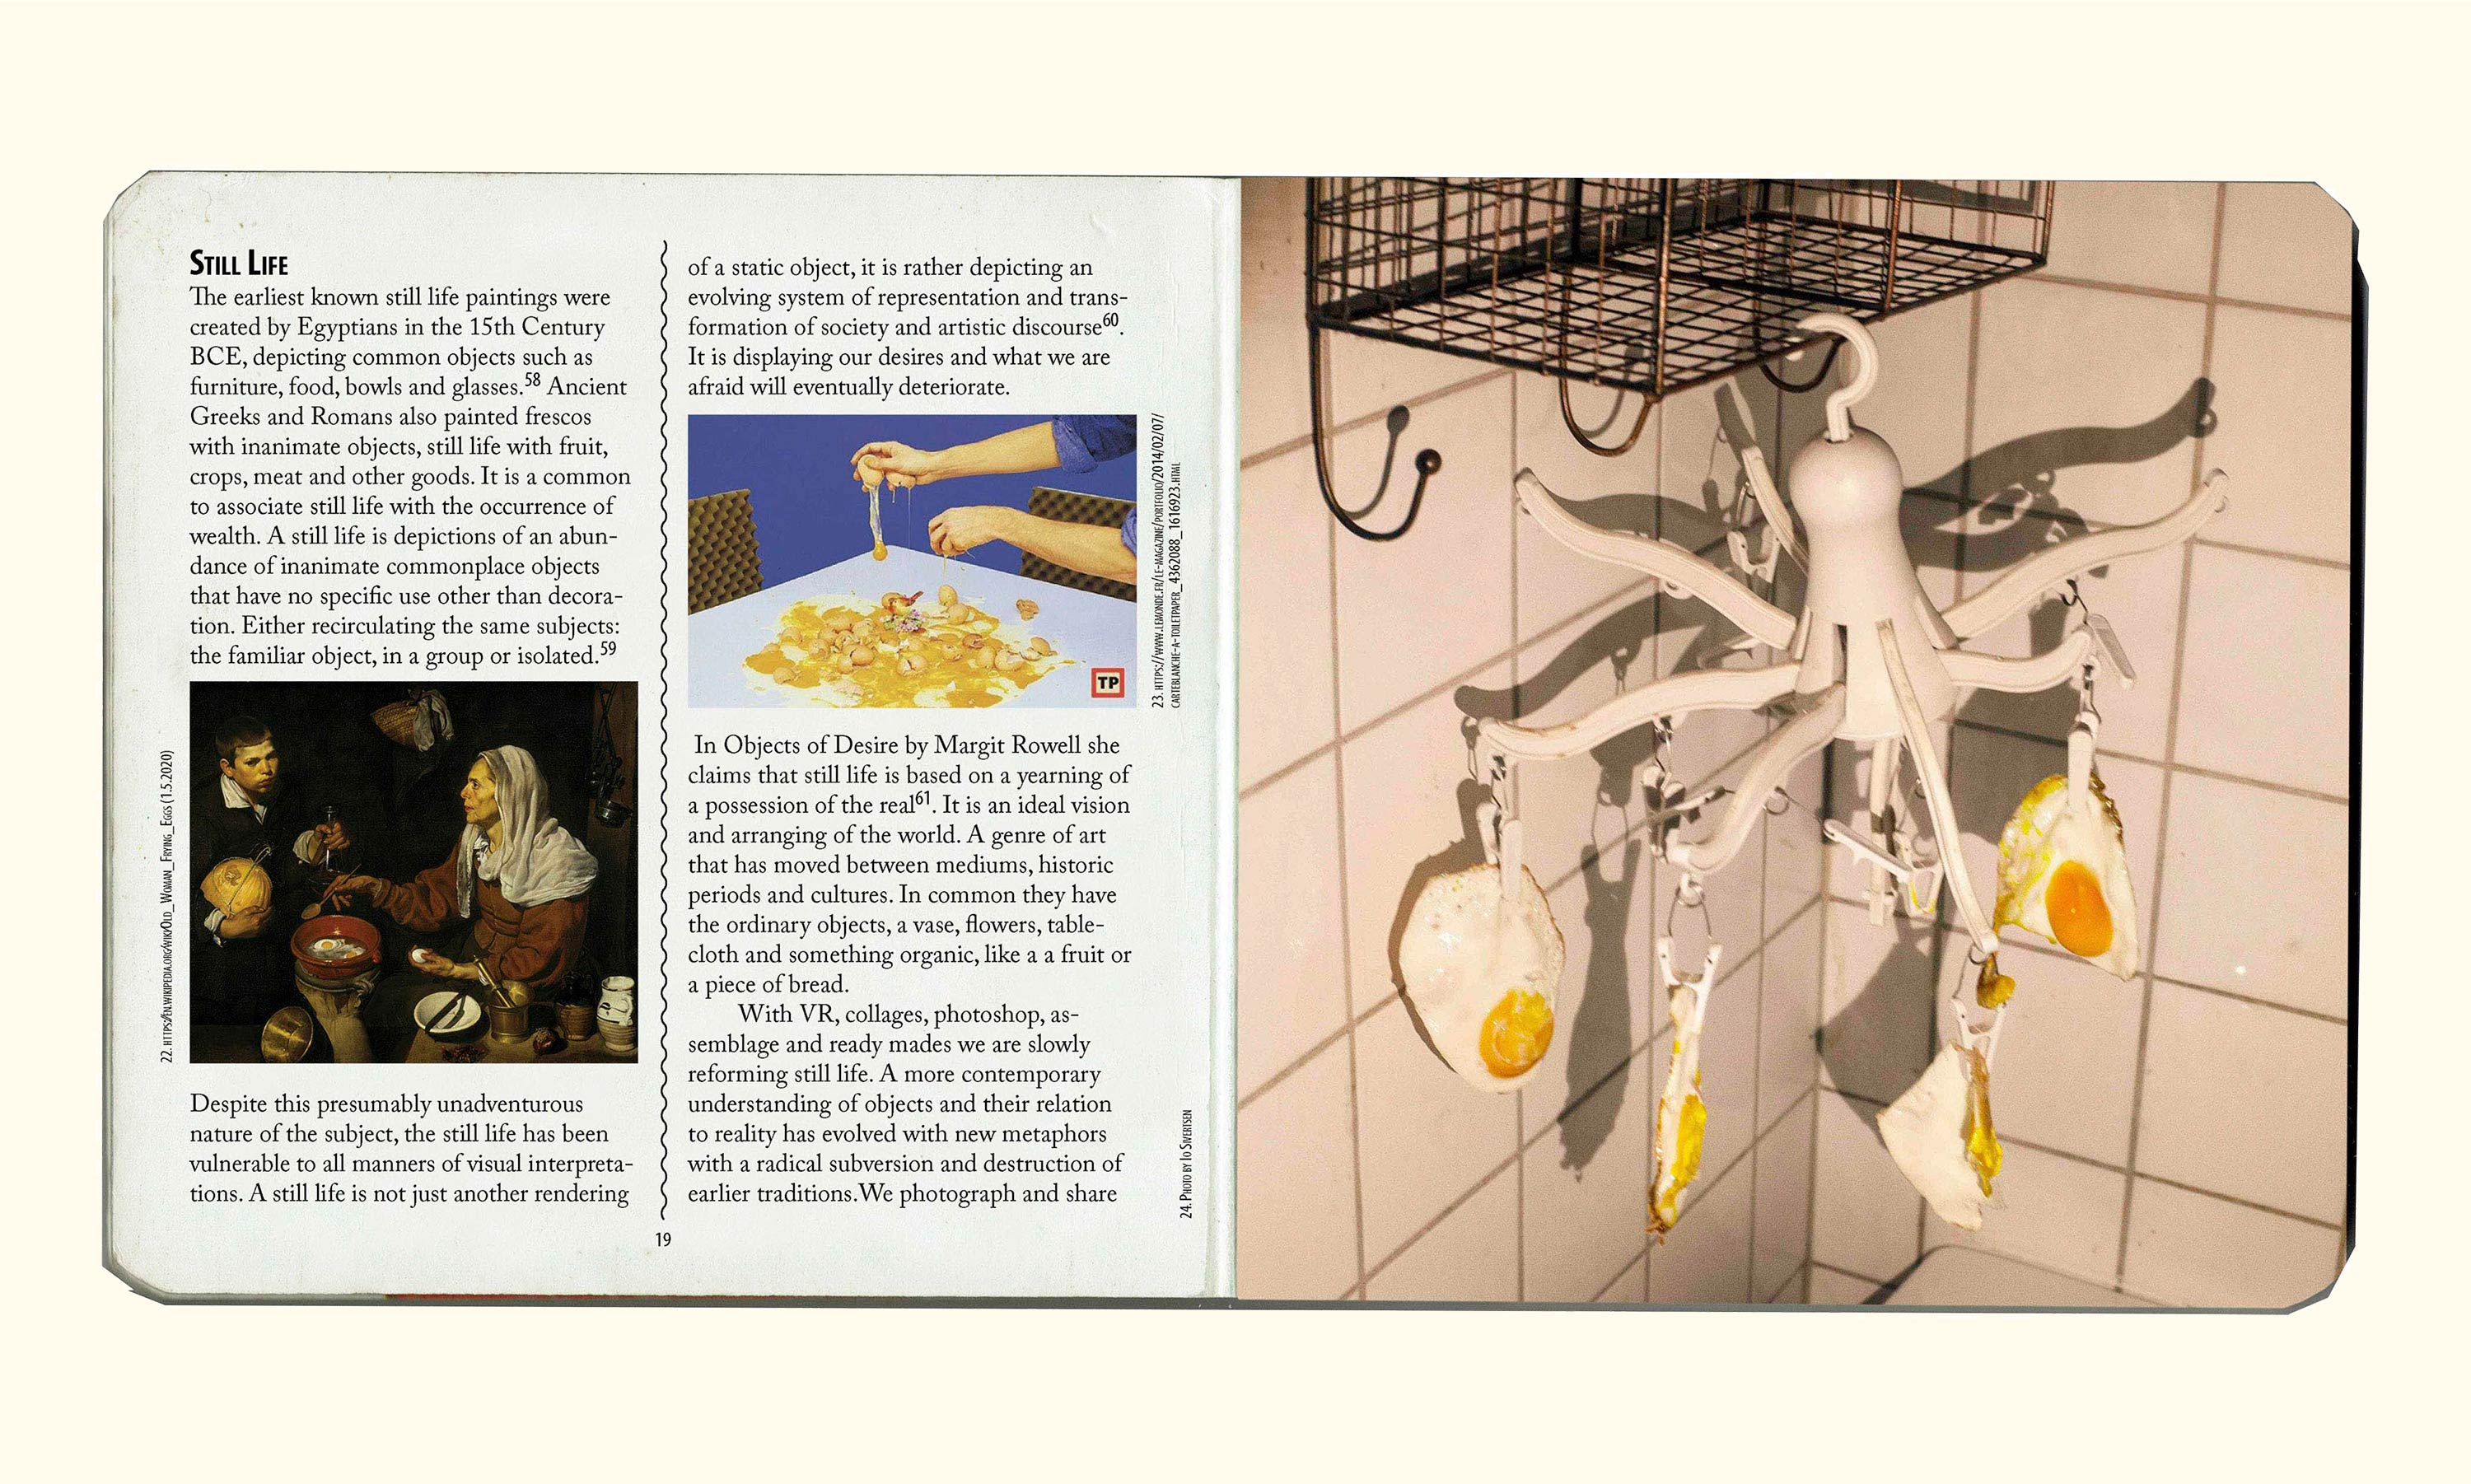 STILL LIFE
The earliest known still life paintings were
created by Egyptians in the 15th Century
BCE, depicting common objects such as
furniture, food, bowls and glasses.58 Ancient
Greeks and Romans also painted frescos
with inanimate objects, still life with fruit,
crops, meat and other goods. It is a common
to associate still life with the occurrence of
wealth. A still life is depictions of an abun-
dance of inanimate commonplace objects
that have no specific use other than decora-
tion. Either recirculating the same subjects:
the familiar object, in a group or isolated.59
22. HTTPS://EN.WIKIPEDIA.ORG/WIKI/OLD_WOMAN_FRYING_EGGS (1.5.2020)
Despite this presumably unadventurous
nature of the subject, the still life has been
vulnerable to all manners of visual interpreta-
tions. A still life is not just another rendering
of a static object, it is rather depicting an
evolving system of representation and trans-
formation of society and artistic discourse60.
It is displaying our desires and what we are
afraid will eventually deteriorate.
TP
23. HTTPS://WWW.LEMONDE.FR/LE-MAGAZINE/PORTFOLIO/2014/02/07/
CARTEBLANCHE-A-TOILETPAPER_4362088_1616923.HTML
In Objects of Desire by Margit Rowell she
claims that still life is based on a yearning of
a possession of the real61. It is an ideal vision
and arranging of the world. A genre of art
that has moved between mediums, historic
periods and cultures. In common they have
the ordinary objects, a vase, flowers, table-
cloth and something organic, like a a fruit or
a piece of bread.
With VR, collages, photoshop, as-
semblage and ready mades we are slowly
reforming still life. A more contemporary
understanding of objects and their relation
to reality has evolved with new metaphors
with a radical subversion and destruction of
earlier traditions.We photograph and share
24. PHOTO BY IO SIVERTSEN
19